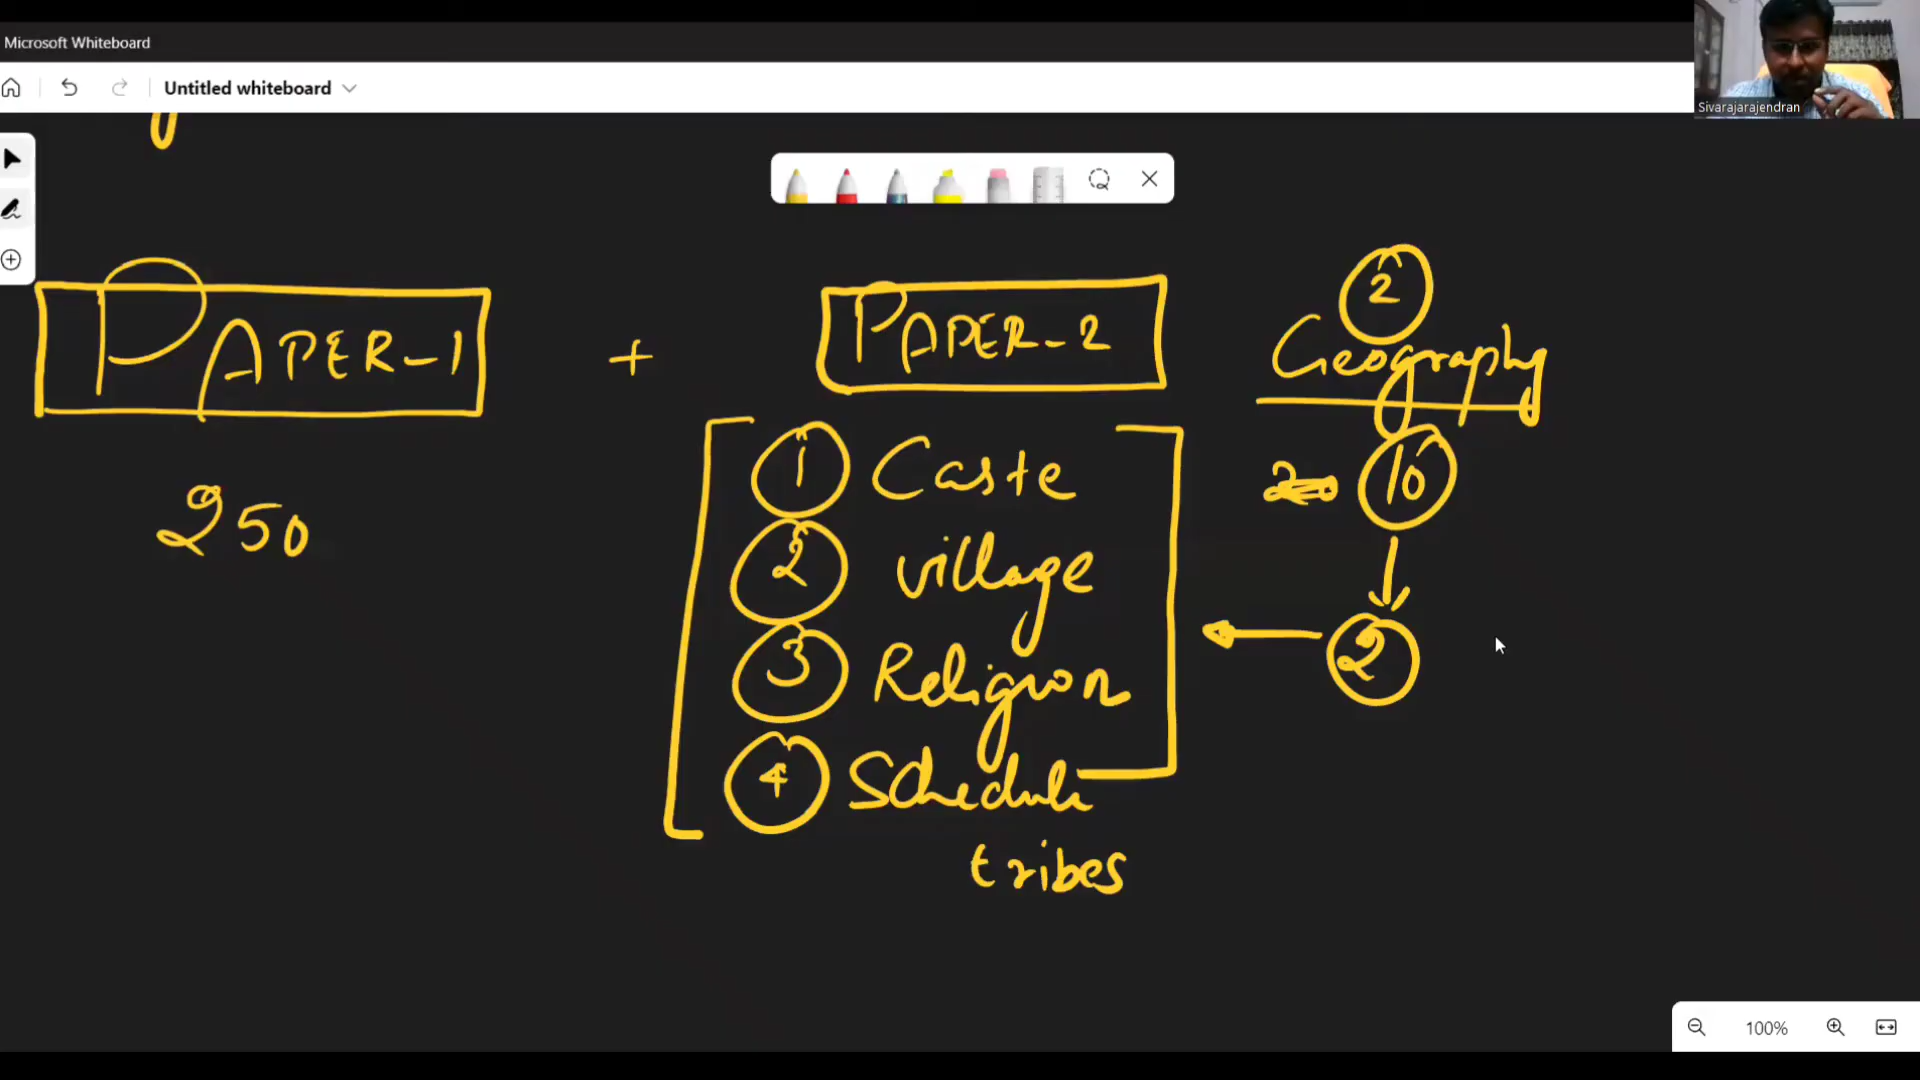 Microsoft Whiteboard
Untitled whiteboard
Sivarajarajendran
PAPER-1 + PAPER-2
2
Geography
250
1 Caste
2 village
3 Religion
4 Schedule
tribes
10
2
100%